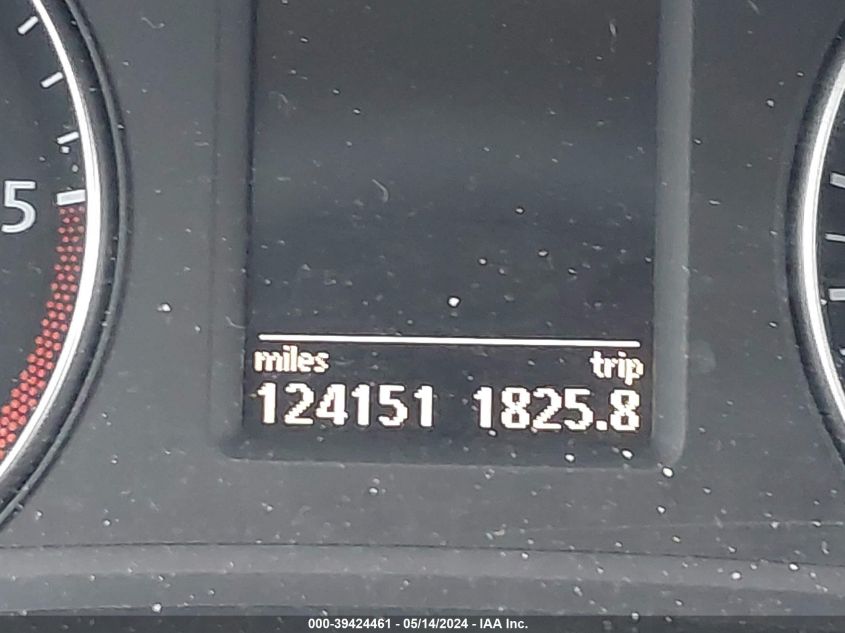 5
miles trip
124151 1825.8
000-39424461 - 05/14/2024 - IAA Inc.